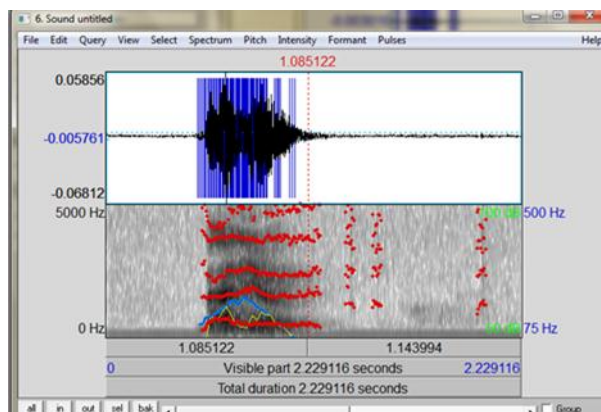 6. Sound untitled
File Edit Query View Select Spectrum Pitch Intensity Formant Pulses Help
1.085122
0.05856
-0.005761
-0.06812
5000 Hz
500 Hz
0 Hz
75 Hz
1.085122 1.143994
0 Visible part 2.229116 seconds 2.229116
Total duration 2.229116 seconds
all in out sel bak Group